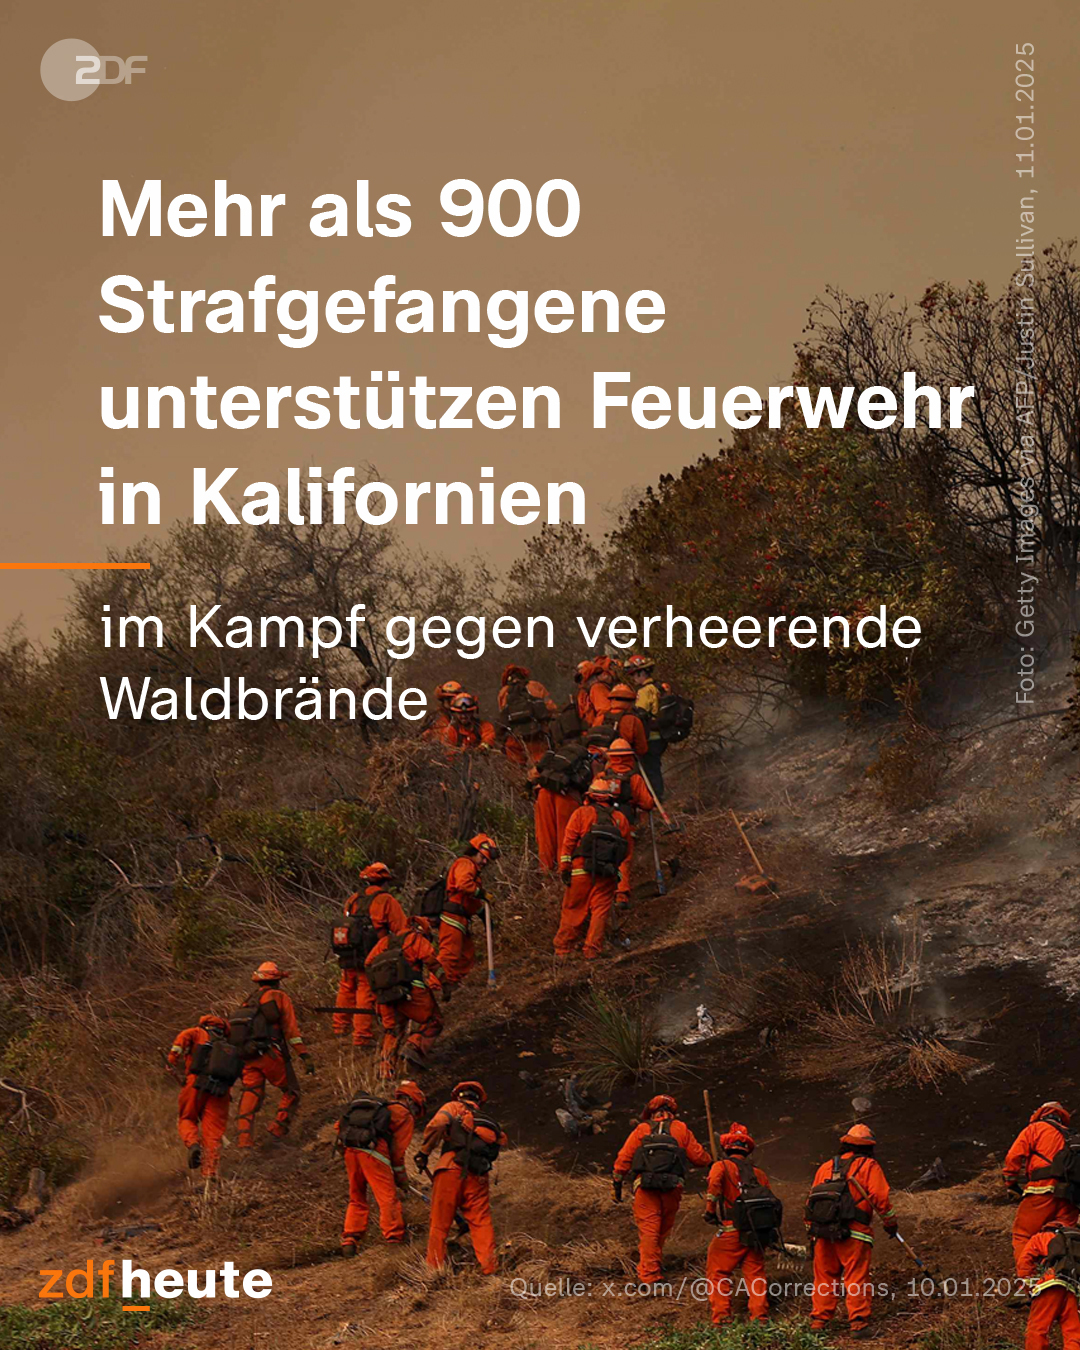 ZDF
Mehr als 900
Strafgefangene
unterstützen Feuerwehr
in Kalifornien
im Kampf gegen verheerende
Waldbrände
Foto: Getty Images via AFP/Justin Sullivan, 11.01.2025
zdfheute
Quelle: x.com/@CACorrections, 10.01.2025